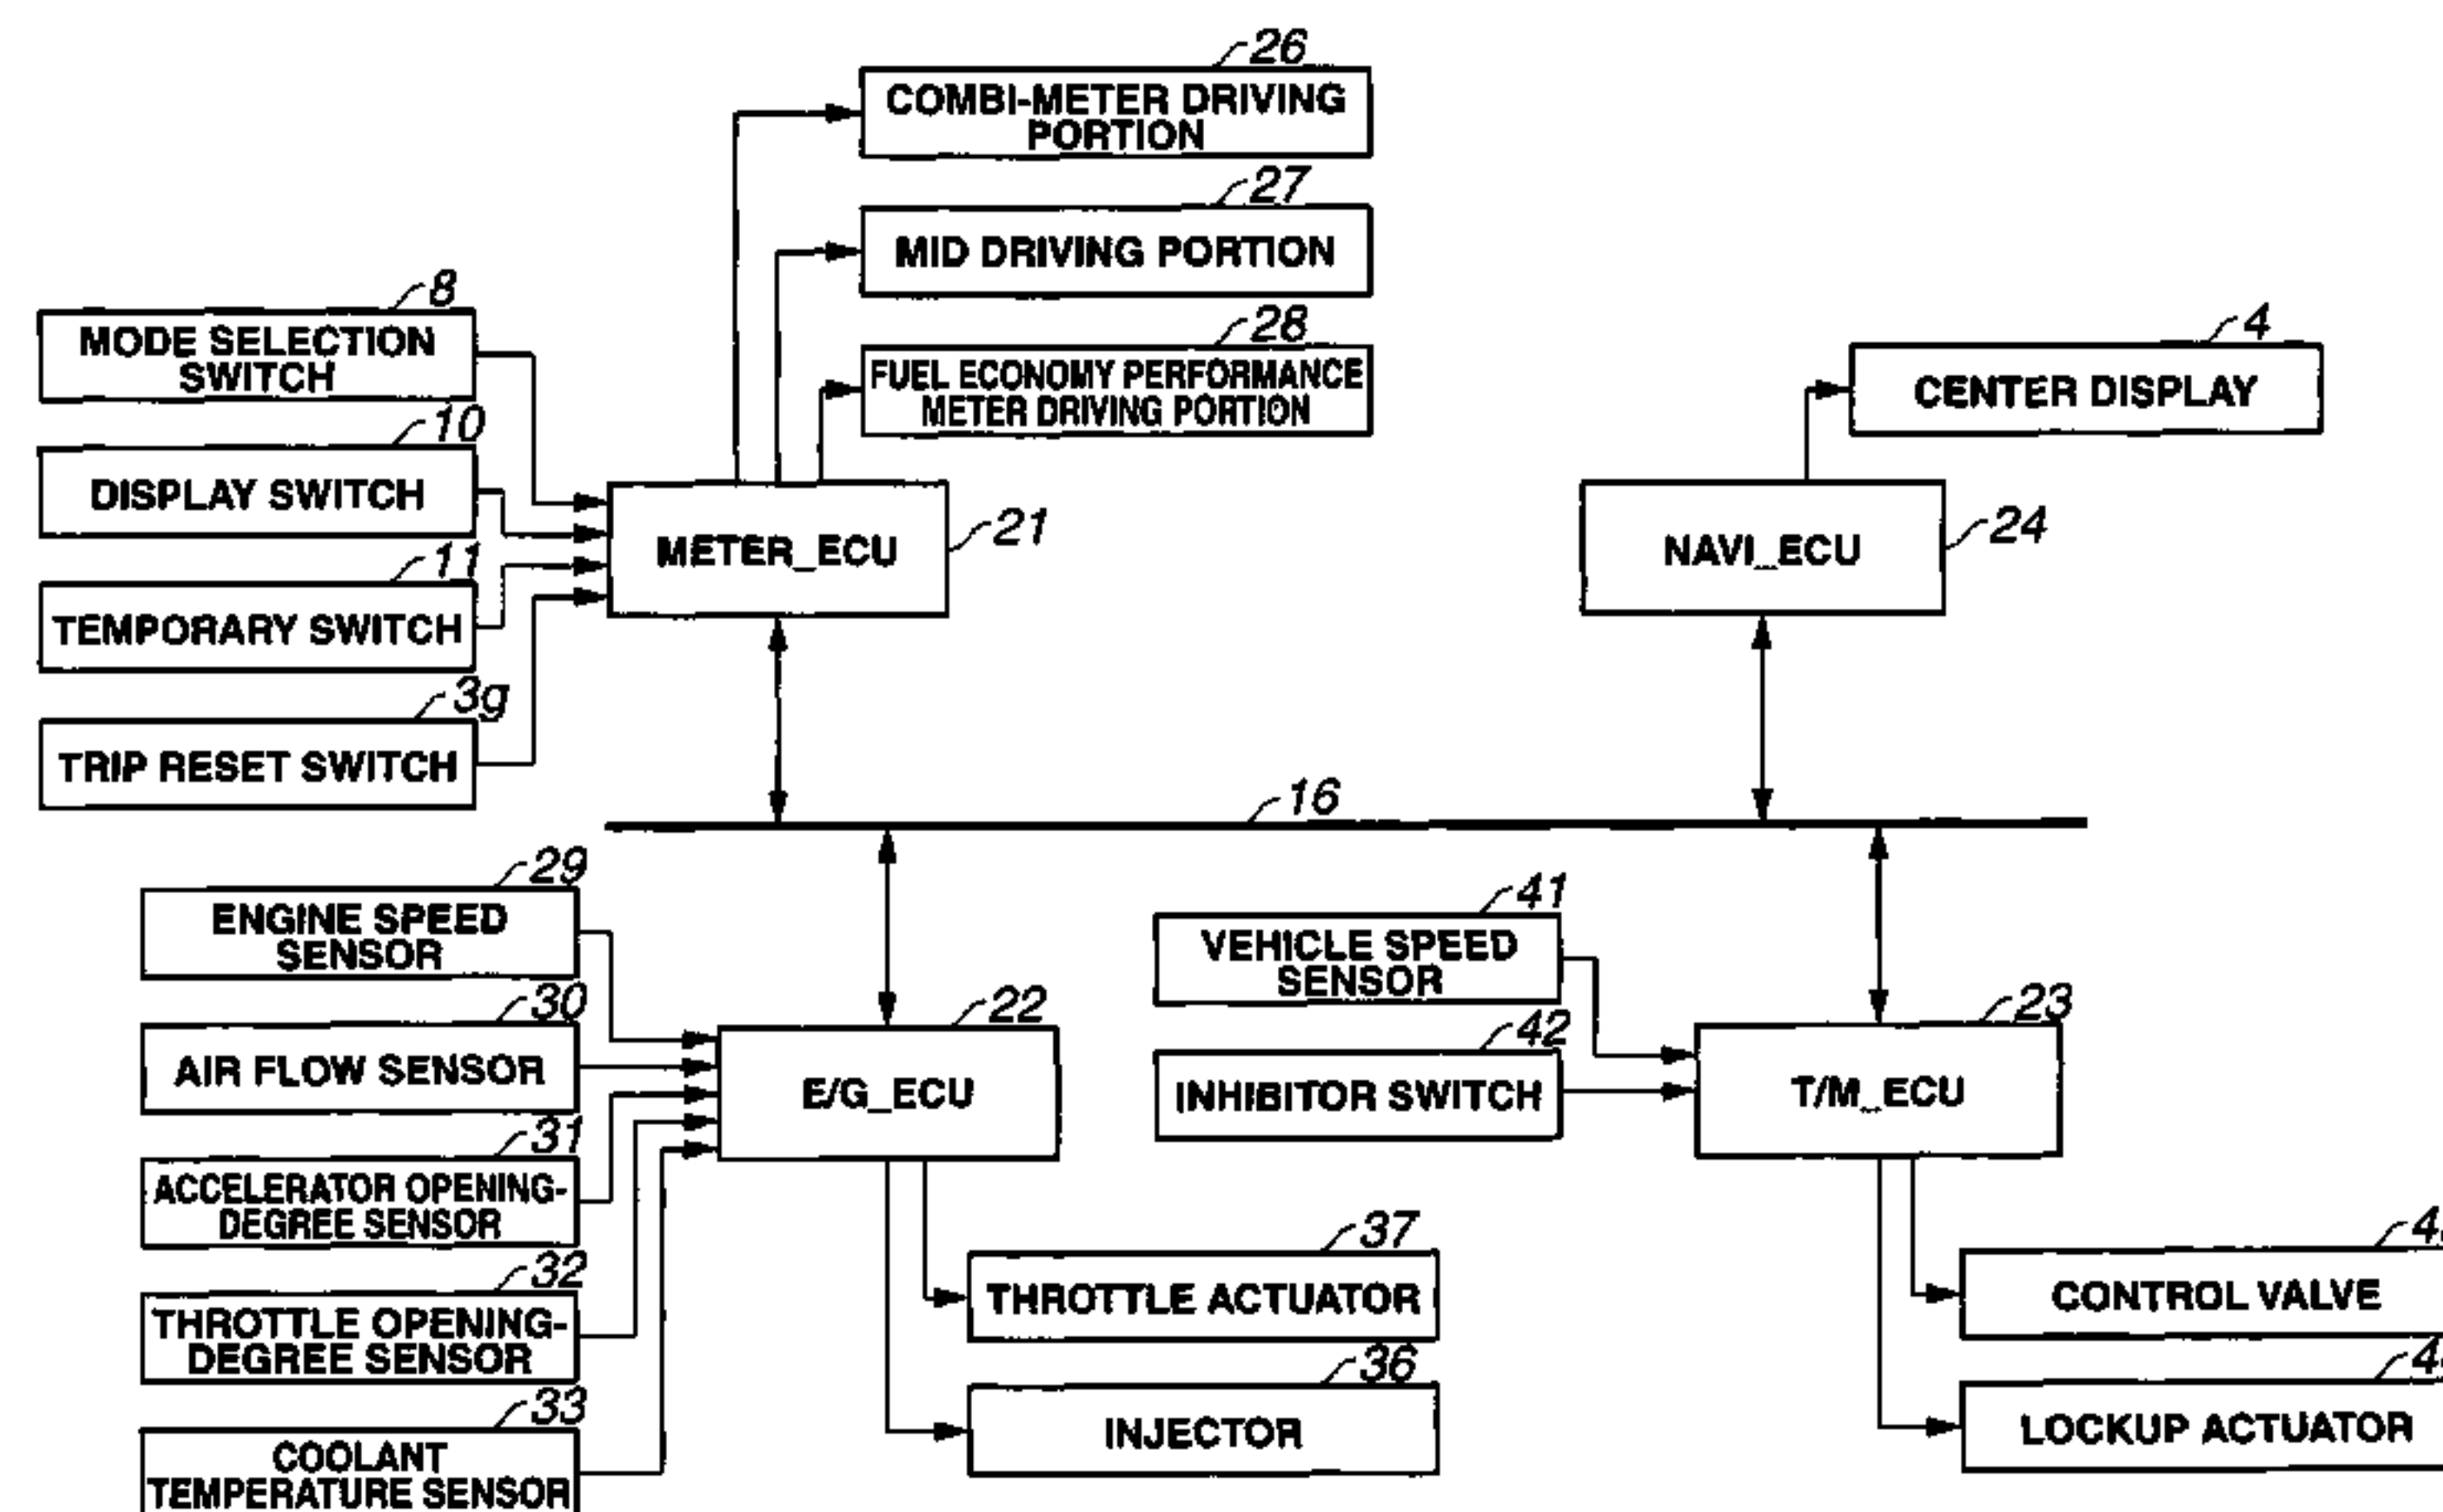 26
COMBI-METER DRIVING
PORTION
27
MID DRIVING PORTION
28
FUEL ECONOMY PERFORMANCE
METER DRIVING PORTION
8
MODE SELECTION
SWITCH
10
DISPLAY SWITCH
11
TEMPORARY SWITCH
3g
TRIP RESET SWITCH
METER_ECU
21
4
CENTER DISPLAY
NAVI_ECU
24
16
29
ENGINE SPEED
SENSOR
30
AIR FLOW SENSOR
31
ACCELERATOR OPENING-
DEGREE SENSOR
32
THROTTLE OPENING-
DEGREE SENSOR
33
COOLANT
TEMPERATURE SENSOR
22
E/G_ECU
37
THROTTLE ACTUATOR
36
INJECTOR
41
VEHICLE SPEED
SENSOR
42
INHIBITOR SWITCH
23
T/M_ECU
CONTROL VALVE
LOCKUP ACTUATOR